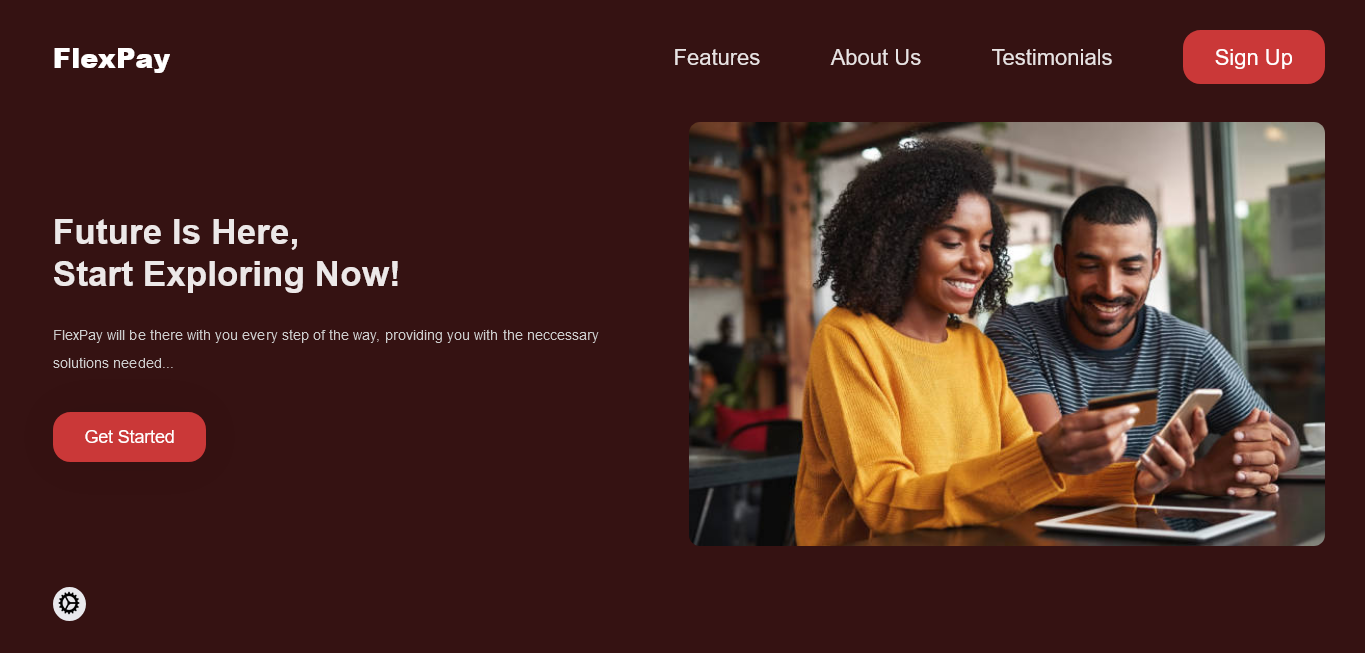 FlexPay
Features
About Us
Testimonials
Sign Up
Future Is Here,
Start Exploring Now!
FlexPay will be there with you every step of the way, providing you with the neccessary
solutions needed...
Get Started